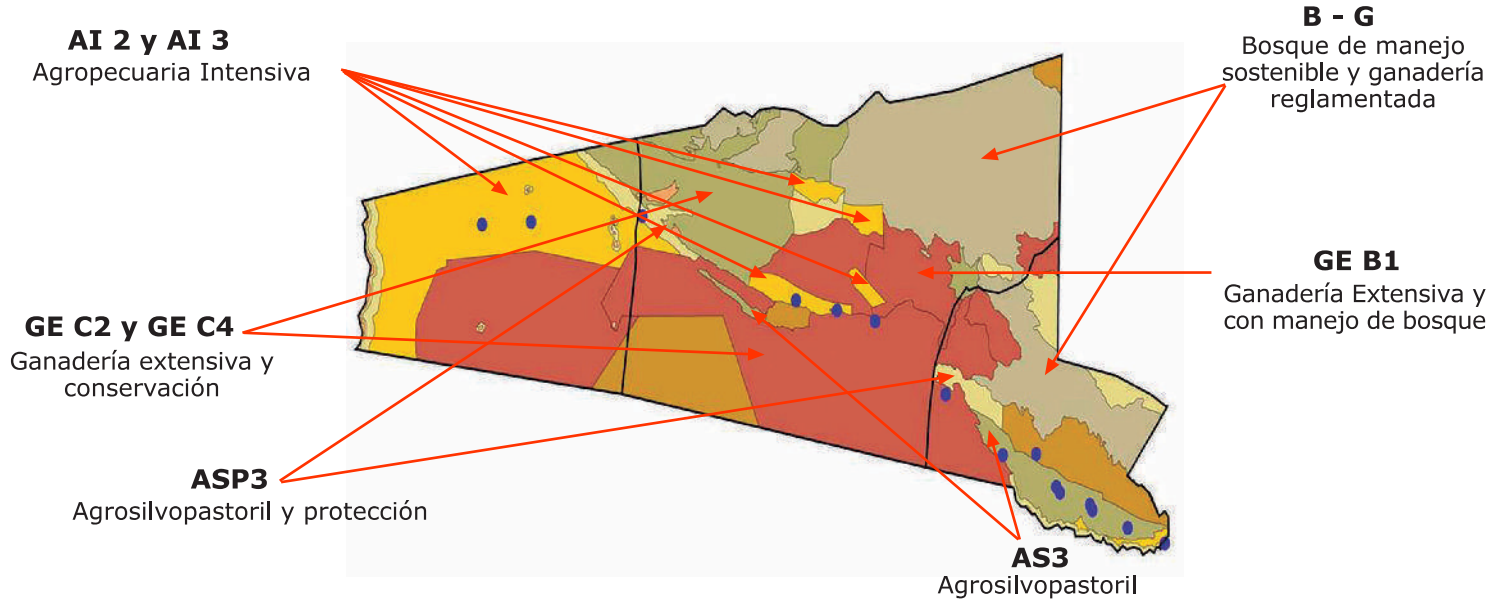 AI 2 y AI 3
Agropecuaria Intensiva
B - G
Bosque de manejo
sostenible y ganadería
reglamentada
GE B1
Ganadería Extensiva y
con manejo de bosque
GE C2 y GE C4
Ganadería extensiva y
conservación
ASP3
Agrosilvopastoril y protección
AS3
Agrosilvopastoril